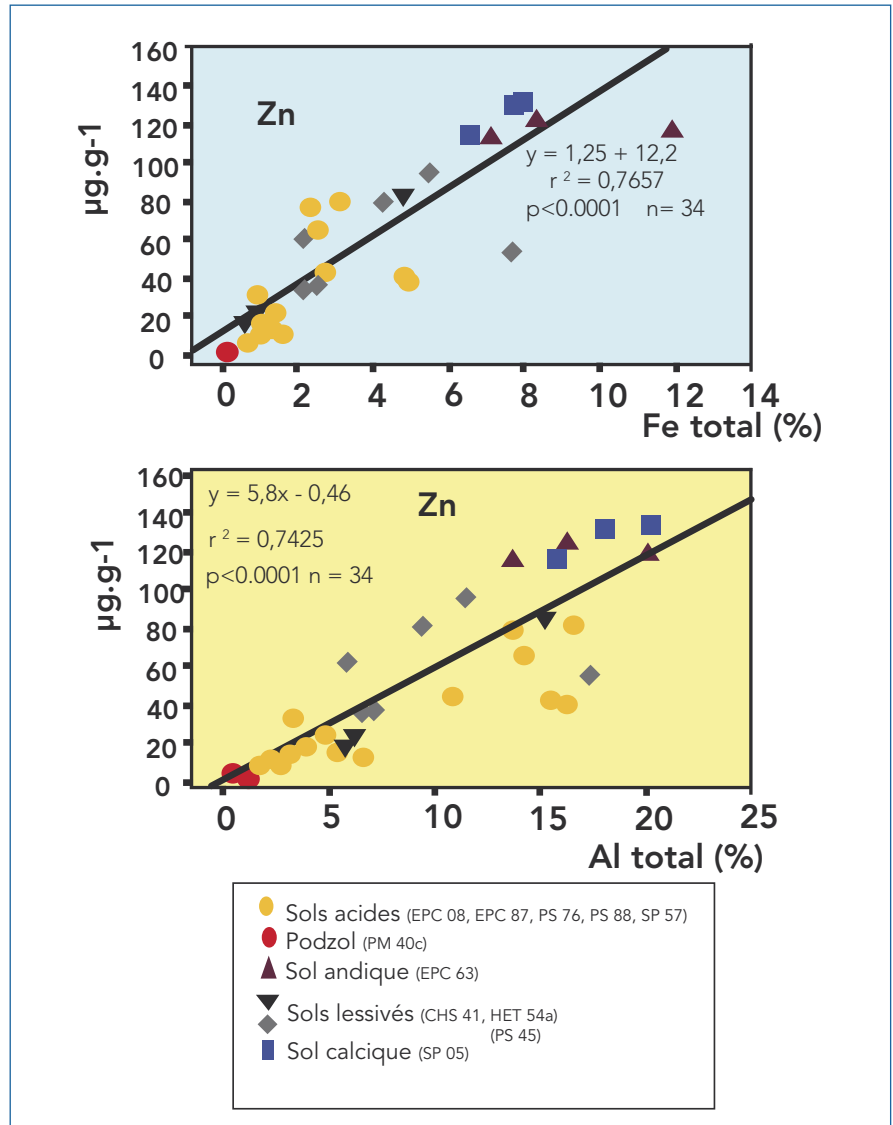 160
140
120
100
80
60
40
20
0
µg.g-1
Zn
y = 1,25 + 12,2
r 2 = 0,7657
p<0.0001 n= 34
0 2 4 6 8 10 12 14
Fe total (%)
160
140
120
100
80
60
40
20
0
µg.g-1
y = 5,8x - 0,46
Zn
r 2 = 0,7425
p<0.0001 n = 34
0 5 10 15 20 25
Al total (%)
Sols acides (EPC 08, EPC 87, PS 76, PS 88, SP 57)
Podzol (PM 40c)
Sol andique (EPC 63)
Sols lessivés (CHS 41, HET 54a)
(PS 45)
Sol calcique (SP 05)